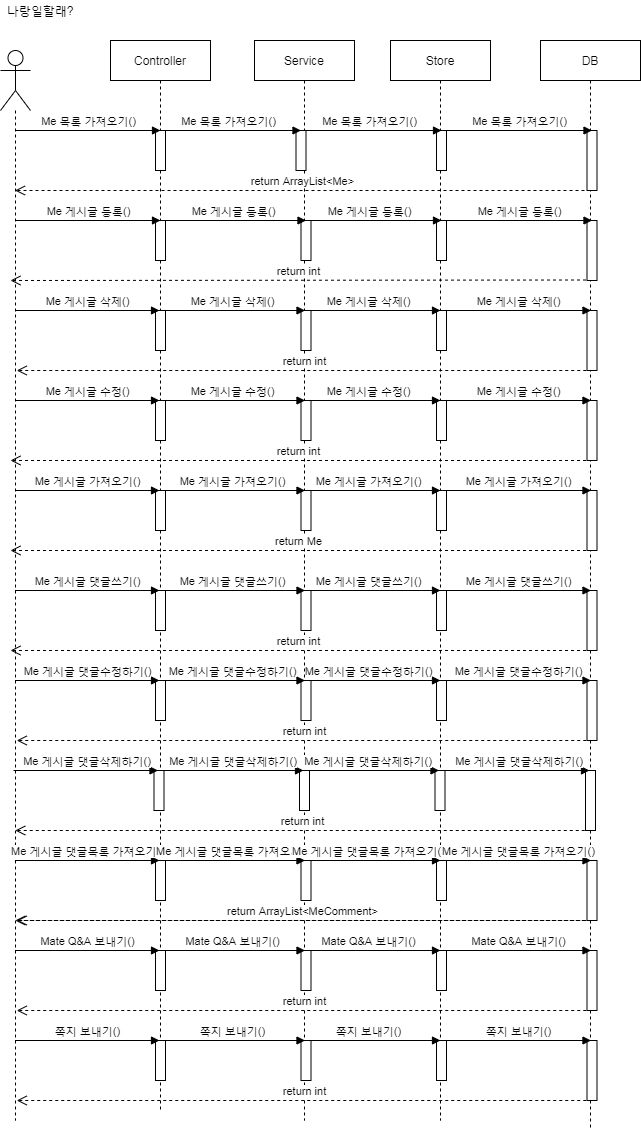 나랑일할래?
Controller Service Store DB
Me 목록 가져오기() Me 목록 가져오기() Me 목록 가져오기() Me 목록 가져오기()
return ArrayList<Me>
Me 게시글 등록() Me 게시글 등록() Me 게시글 등록() Me 게시글 등록()
return int
Me 게시글 삭제() Me 게시글 삭제() Me 게시글 삭제() Me 게시글 삭제()
return int
Me 게시글 수정() Me 게시글 수정() Me 게시글 수정() Me 게시글 수정()
return int
Me 게시글 가져오기() Me 게시글 가져오기() Me 게시글 가져오기() Me 게시글 가져오기()
return Me
Me 게시글 댓글쓰기() Me 게시글 댓글쓰기() Me 게시글 댓글쓰기() Me 게시글 댓글쓰기()
return int
Me 게시글 댓글수정하기() Me 게시글 댓글수정하기() Me 게시글 댓글수정하기() Me 게시글 댓글수정하기()
return int
Me 게시글 댓글삭제하기() Me 게시글 댓글삭제하기() Me 게시글 댓글삭제하기() Me 게시글 댓글삭제하기()
return int
Me 게시글 댓글목록 가져오기 Me 게시글 댓글목록 가져오 Me 게시글 댓글목록 가져오기( Me 게시글 댓글목록 가져오기()
return ArrayList<MeComment>
Mate Q&A 보내기() Mate Q&A 보내기() Mate Q&A 보내기() Mate Q&A 보내기()
return int
쪽지 보내기() 쪽지 보내기() 쪽지 보내기() 쪽지 보내기()
return int